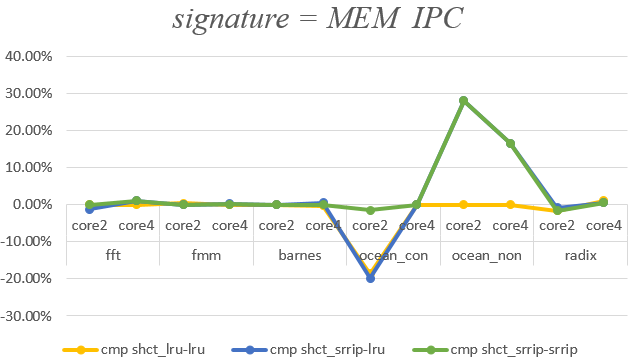 signature = MEM IPC
40.00%
30.00%
20.00%
10.00%
0.00%
-10.00%
-20.00%
-30.00%
core2 core4 core2 core4 core2 core4 core2 core4 core2 core4 core2 core4
fft fmm barnes ocean_con ocean_non radix
cmp shct_lru-lru cmp shct_srrip-lru cmp shct_srrip-srrip